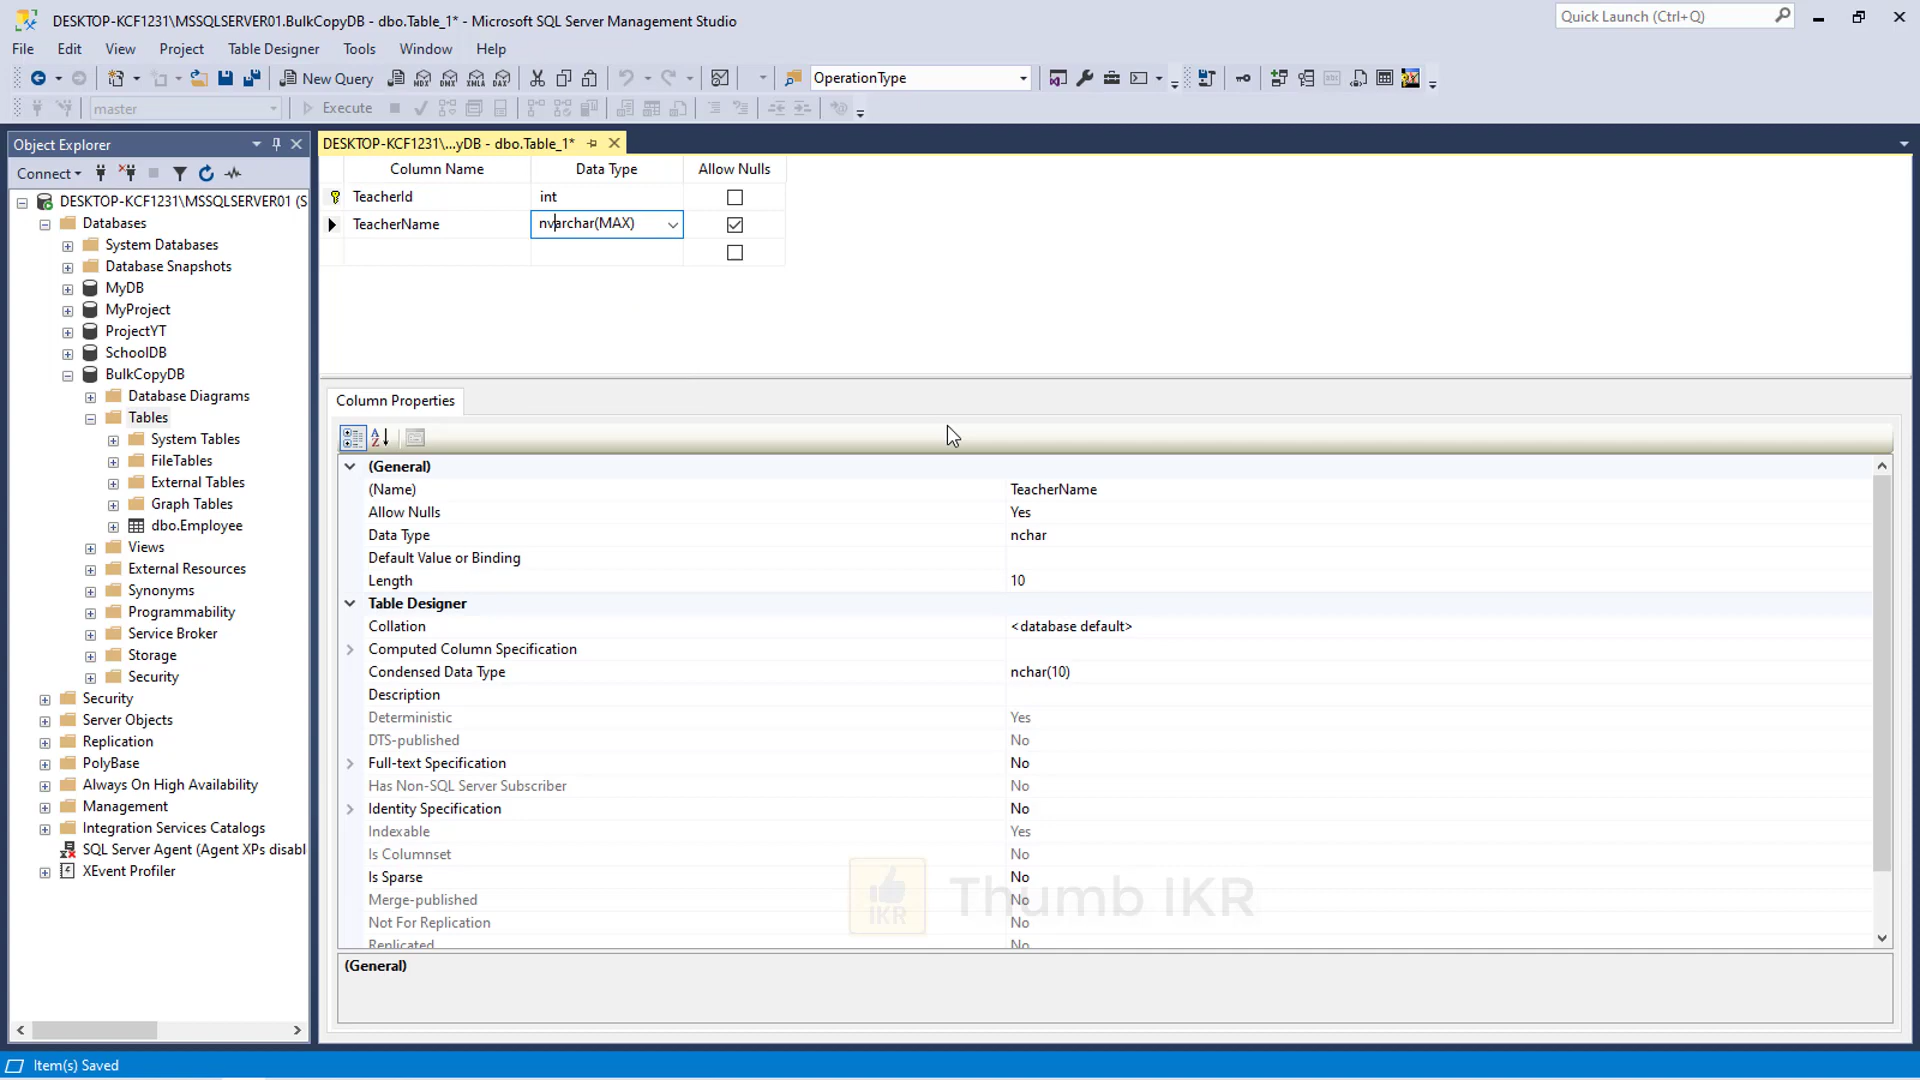 DESKTOP-KCF1231\MSSQLSERVER01.BulkCopyDB - dbo.Table_1* - Microsoft SQL Server Management Studio
Quick Launch (Ctrl+Q)
File Edit View Project Table Designer Tools Window Help
New Query MDX DMX XMLA DAX OperationType
master Execute
Object Explorer
DESKTOP-KCF1231\...yDB - dbo.Table_1*
Connect
Column Name Data Type Allow Nulls
TeacherId int
TeacherName nvarchar(MAX)
DESKTOP-KCF1231\MSSQLSERVER01 (S
Databases
System Databases
Database Snapshots
MyDB
MyProject
ProjectYT
SchoolDB
BulkCopyDB
Database Diagrams
Tables
System Tables
FileTables
External Tables
Graph Tables
dbo.Employee
Views
External Resources
Synonyms
Programmability
Service Broker
Storage
Security
Security
Server Objects
Replication
PolyBase
Always On High Availability
Management
Integration Services Catalogs
SQL Server Agent (Agent XPs disabl
XEvent Profiler
Column Properties
(General)
(Name) TeacherName
Allow Nulls Yes
Data Type nchar
Default Value or Binding
Length 10
Table Designer
Collation <database default>
Computed Column Specification
Condensed Data Type nchar(10)
Description
Deterministic Yes
DTS-published No
Full-text Specification No
Has Non-SQL Server Subscriber No
Identity Specification No
Indexable Yes
Is Columnset No
Is Sparse No
Merge-published No
Not For Replication No
Replicated No
IKR Thumb IKR
(General)
Item(s) Saved